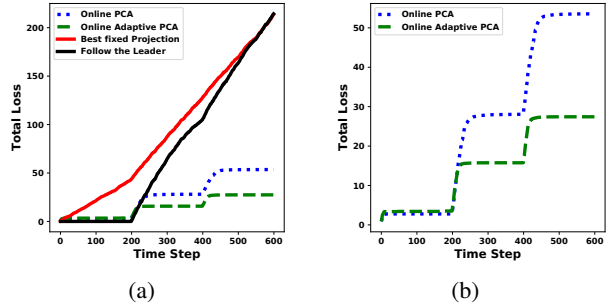 Online PCA
Online Adaptive PCA
Best fixed Projection
Follow the Leader
Total Loss
200
150
100
50
0
0 100 200 300 400 500 600
Time Step
(a)
Online PCA
Online Adaptive PCA
Total Loss
50
40
30
20
10
0
0 100 200 300 400 500 600
Time Step
(b)